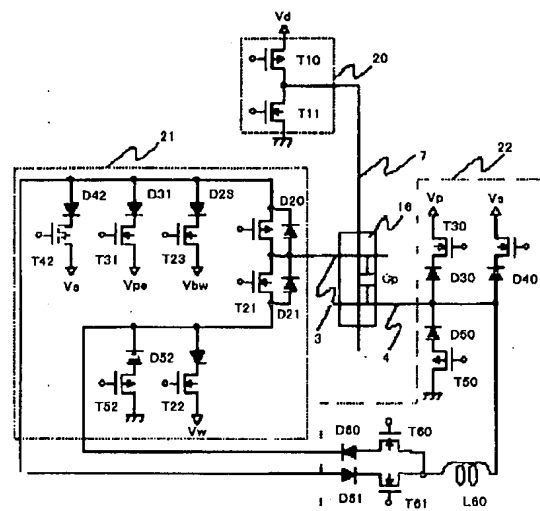 Vd
T10
20
T11
21
7
22
D42
D31
D23
D20
16
Vp
Vs
T30
T42
T31
T23
Cp
D30
D40
Vs
Vpe
Vbw
T21
D21
D50
3
4
D52
T50
T52
T22
Vw
D60
T60
D61
T61
L60